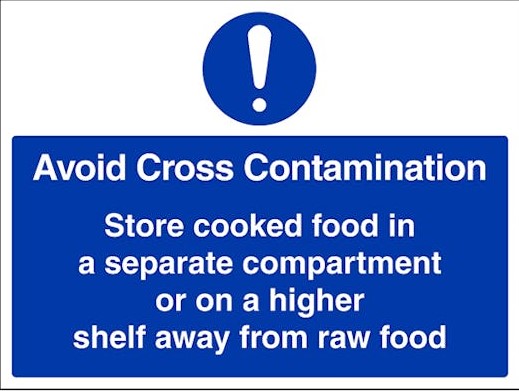 Avoid Cross Contamination
Store cooked food in
a separate compartment
or on a higher
shelf away from raw food